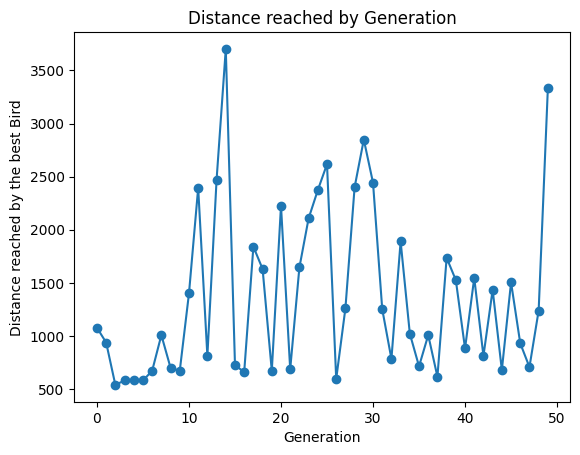 Distance reached by Generation
Distance reached by the best Bird
3500
3000
2500
2000
1500
1000
500
0 10 20 30 40 50
Generation